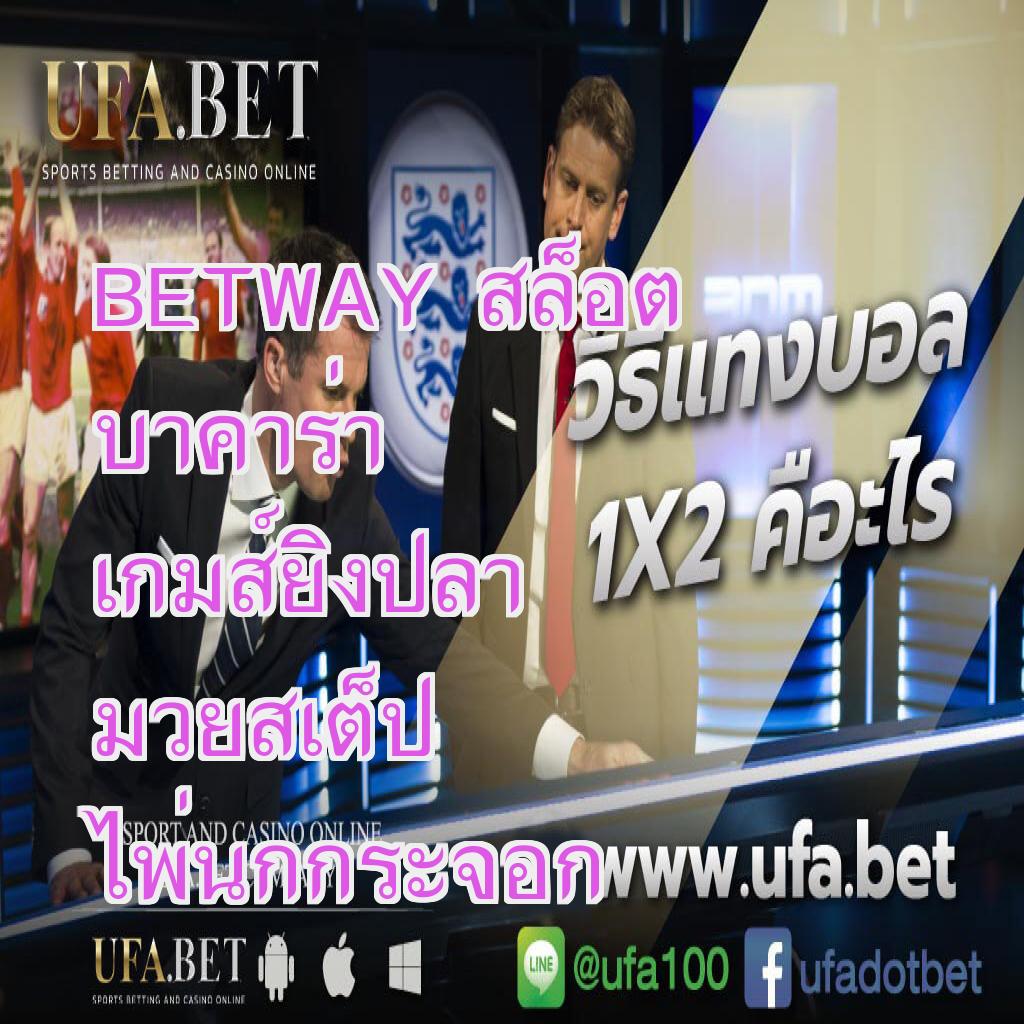 UFA.BET
SPORTS BETTING AND CASINO ONLINE
BETWAY สล็อต
วิธีแทงบอล
บาคาร่า
1X2 คืออะไร
เกมส์ยิงปลา
มวยสเต็ป
SPORT AND CASINO ONLINE
ไพ่นกกระจอก
www.ufa.bet
UFA.BET
SPORTS BETTING AND CASINO ONLINE
LINE
@ufa100
f
ufadotbet